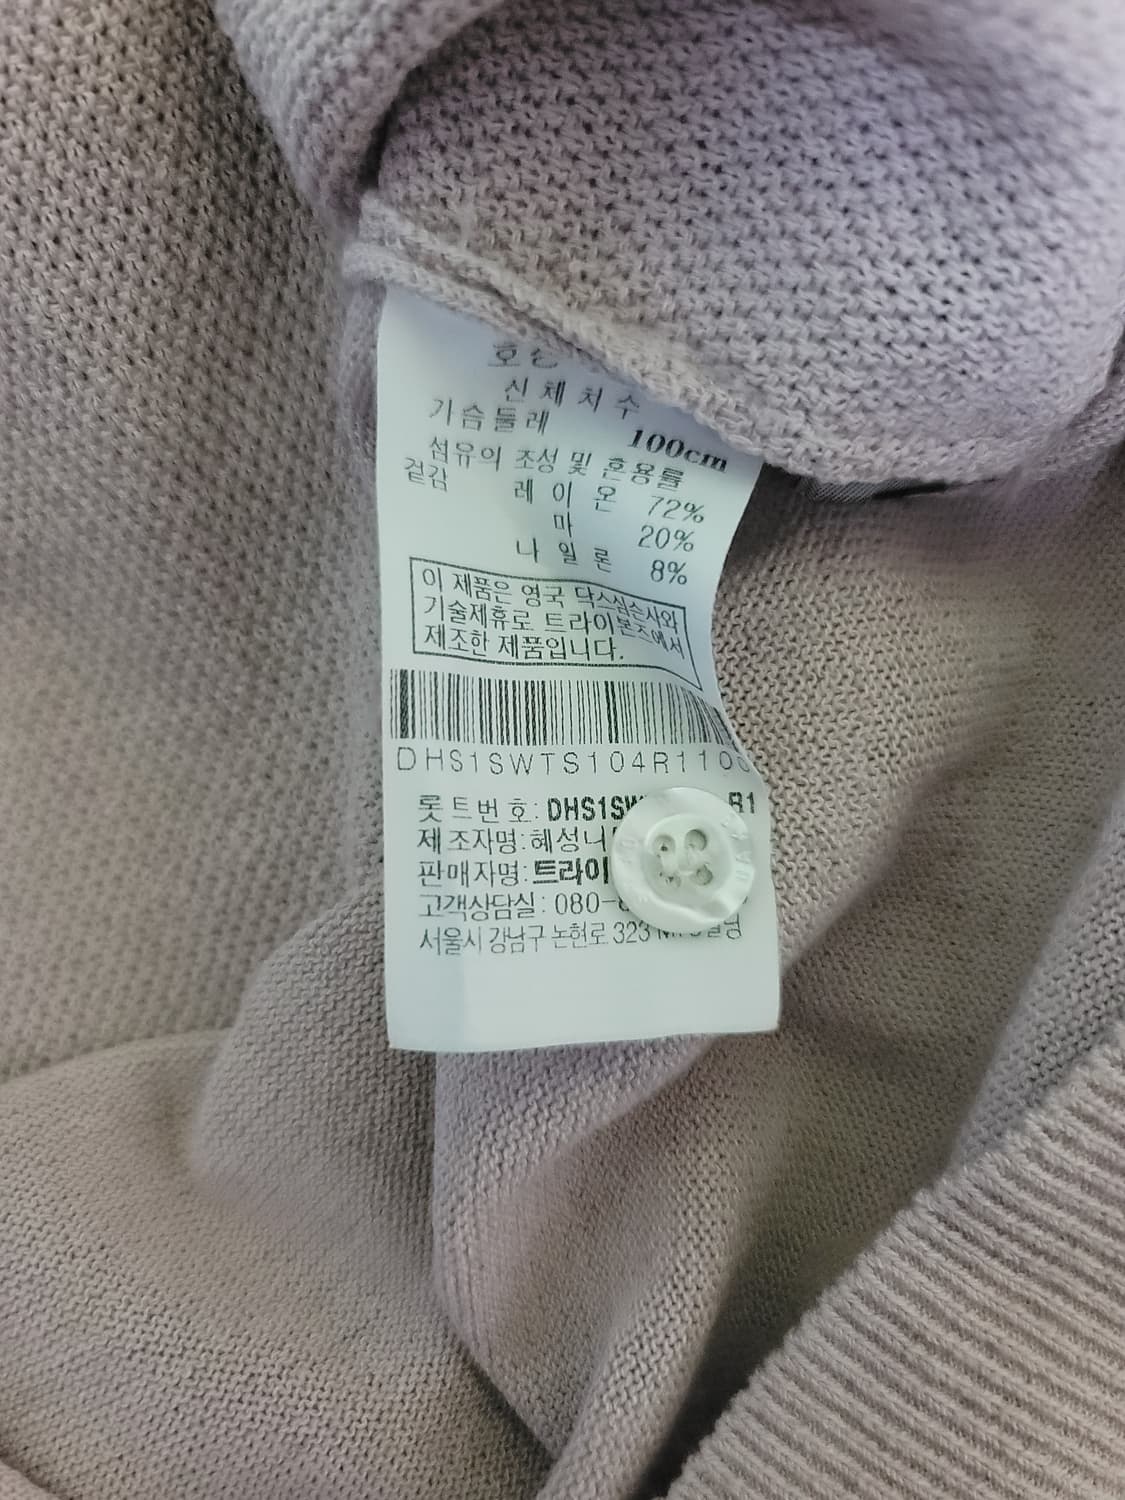 신체치수
가슴둘레 100cm
섬유의 조성 및 혼용률
겉감 레이온 72%
마 20%
나일론 8%
이 제품은 영국 닥스심슨사와
기술제휴로 트라이본즈에서
제조한 제품입니다.
DHS1SWTS104R110
롯트번호: DHS1SW R1
제조자명: 혜성니
판매자명: 트라이
고객상담실: 080-
서울시 강남구 논현로 323